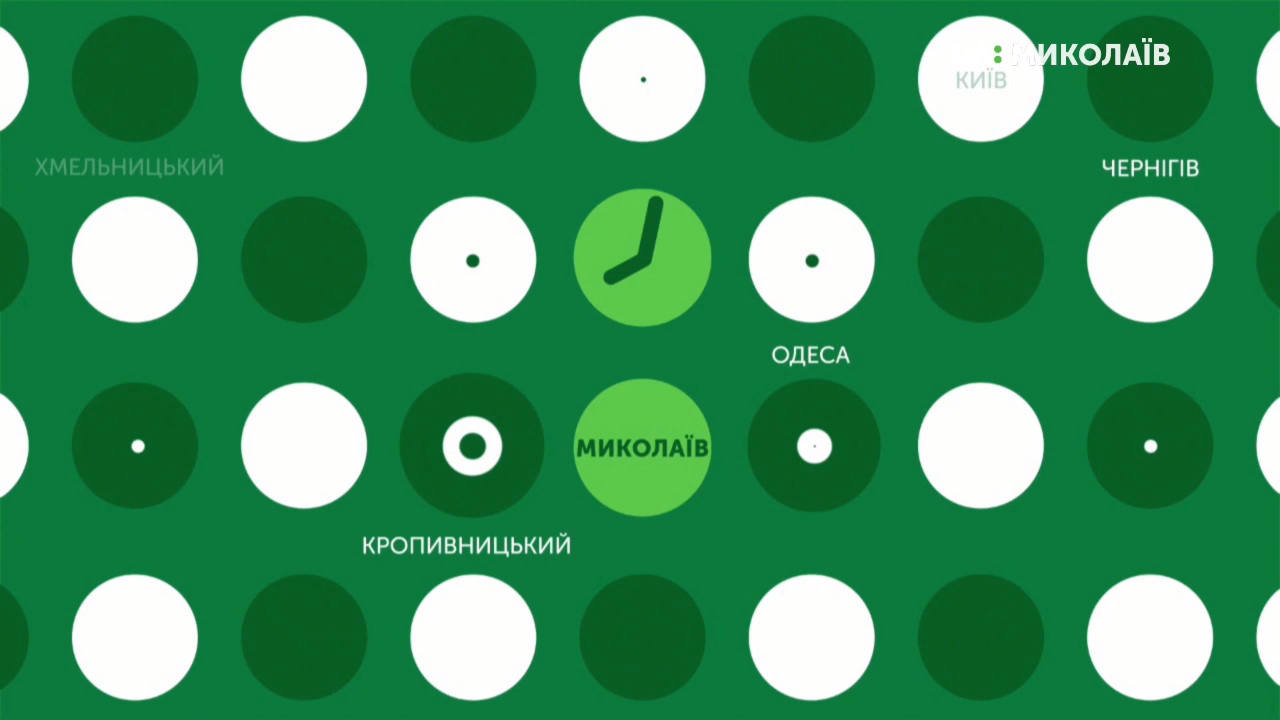 :МИКОЛАЇВ
КИЇВ
ХМЕЛЬНИЦЬКИЙ
ЧЕРНІГІВ
ОДЕСА
МИКОЛАЇВ
КРОПИВНИЦЬКИЙ